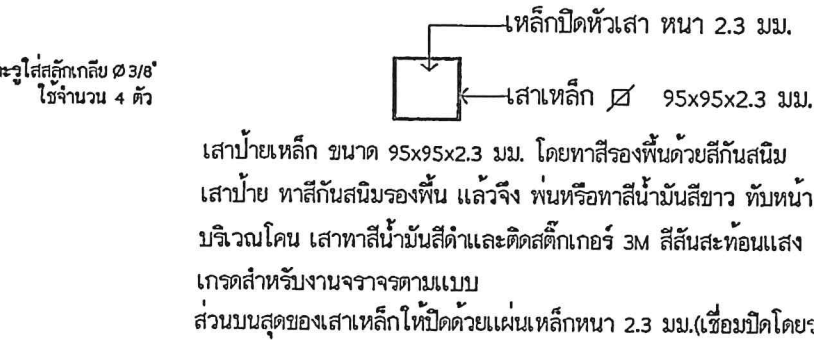 เหล็กปิดหัวเสา หนา 2.3 มม.
รูใส่สลักเกลีย Ø 3/8"
ใช้จำนวน 4 ตัว
เสาเหล็ก 95x95x2.3 มม.
เสาป้ายเหล็ก ขนาด 95x95x2.3 มม. โดยทาสีรองพื้นด้วยสีกันสนิม
เสาป้าย ทาสีกันสนิมรองพื้น แล้วจึง พ่นหรือทาสีน้ำมันสีขาว ทับหน้า
บริเวณโคน เสาทาสีน้ำมันสีดำและติดสติ๊กเกอร์ 3M สีสันสะท้อนแสง
เกรดสำหรับงานจราจรตามแบบ
ส่วนบนสุดของเสาเหล็กให้ปิดด้วยแผ่นเหล็กหนา 2.3 มม.(เชื่อมปิดโดย